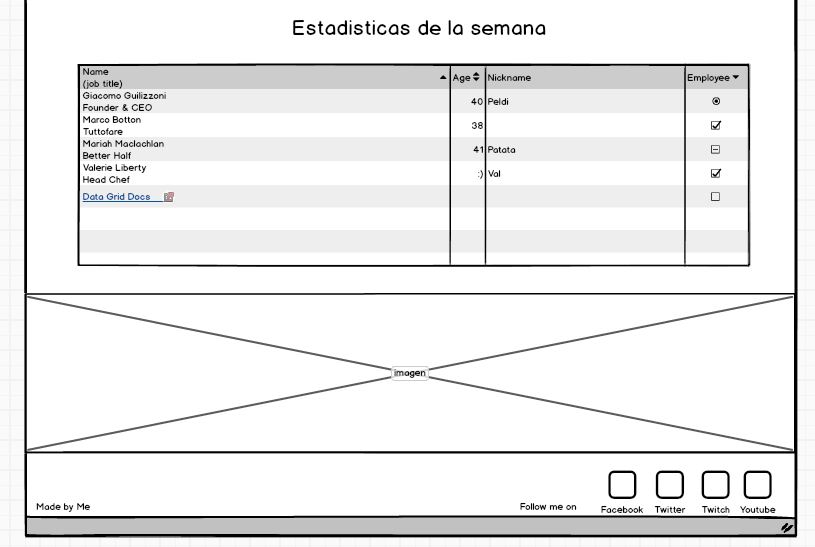 Estadisticas de la semana
Name
(job title)
Age
Nickname
Employee
Giacomo Guilizzoni
Founder & CEO
40
Peldi
Marco Botton
Tuttofare
38
Mariah Maclachlan
Better Half
41
Patata
Valerie Liberty
Head Chef
:)
Val
Data Grid Docs
imagen
Made by Me
Follow me on
Facebook
Twitter
Twitch
Youtube